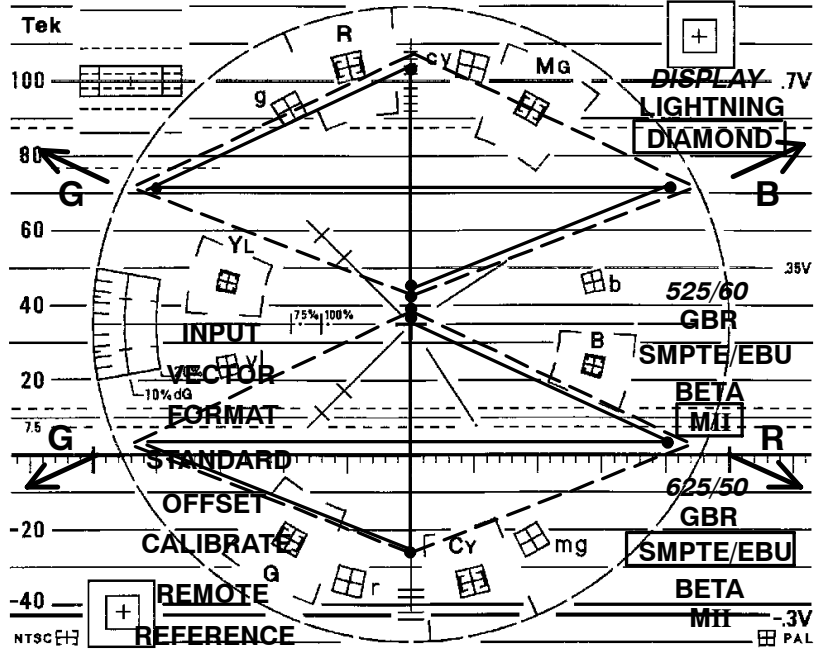 Tek
R
cy
MG
DISPLAY
.7V
100
g
LIGHTNING
DIAMOND
80
G
B
60
YL
.35V
b
525/60
40
75% 100%
GBR
INPUT
B
SMPTE/EBU
yl
VECTOR
20
BETA
10% dG
MII
FORMAT
7.5
G
R
STANDARD
625/50
OFFSET
GBR
-20
CALIBRATE
CY
mg
SMPTE/EBU
G
r
REMOTE
BETA
-40
MII
-.3V
NTSC
REFERENCE
PAL